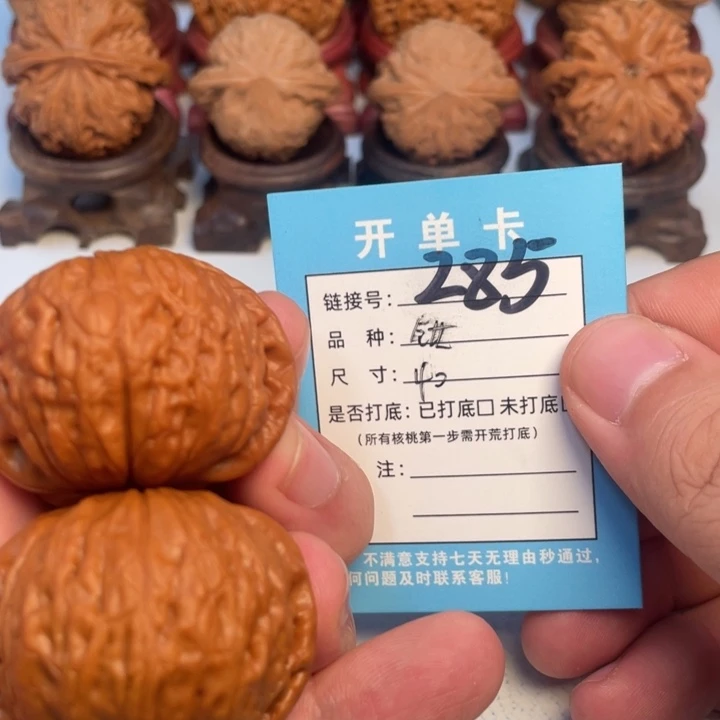 开单卡
链接号：285
品 种：
尺 寸：40
是否打底：已打底□ 未打底
（所有核桃第一步需开荒打底）
注：
不满意支持七天无理由秒通过，
何问题及时联系客服！